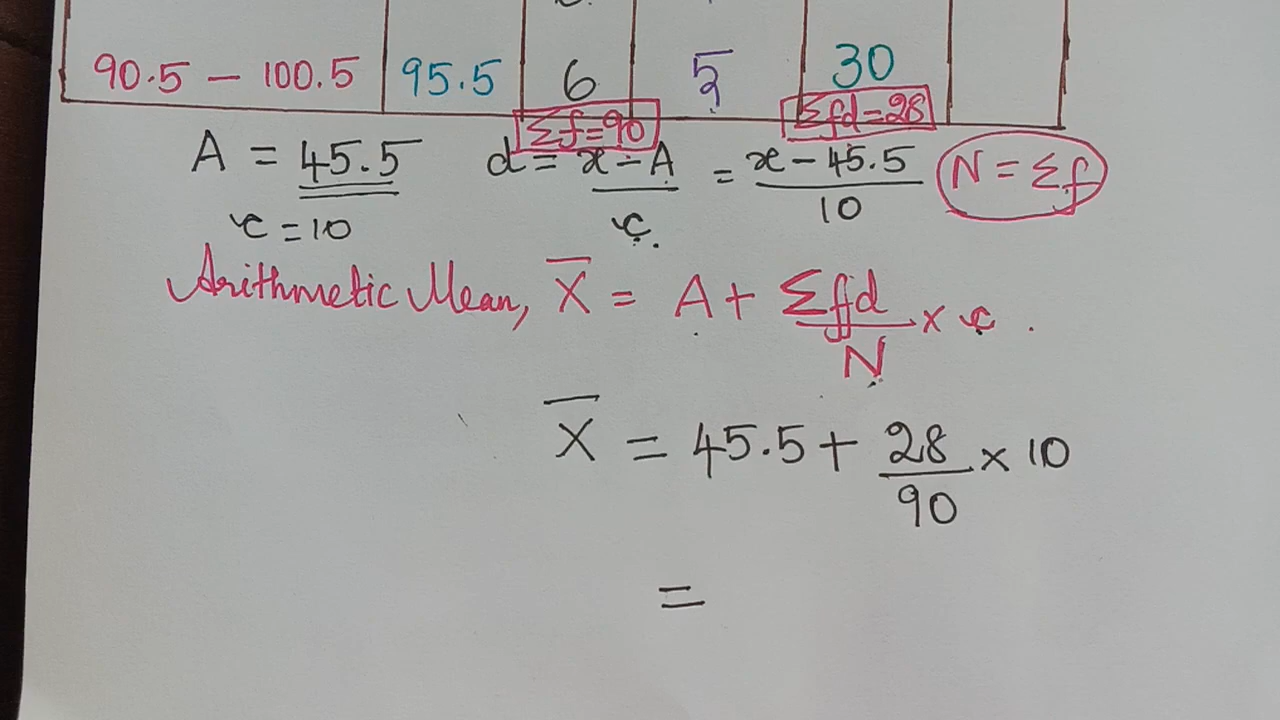 90.5 – 100.5 95.5 6 5 30
Σf=90 Σfd=28
A = 45.5 d = x – A / c = x – 45.5 / 10 N = Σf
c = 10
Arithmetic Mean, X̅ = A + Σfd / N × c .
X̅ = 45.5 + 28 / 90 × 10
=